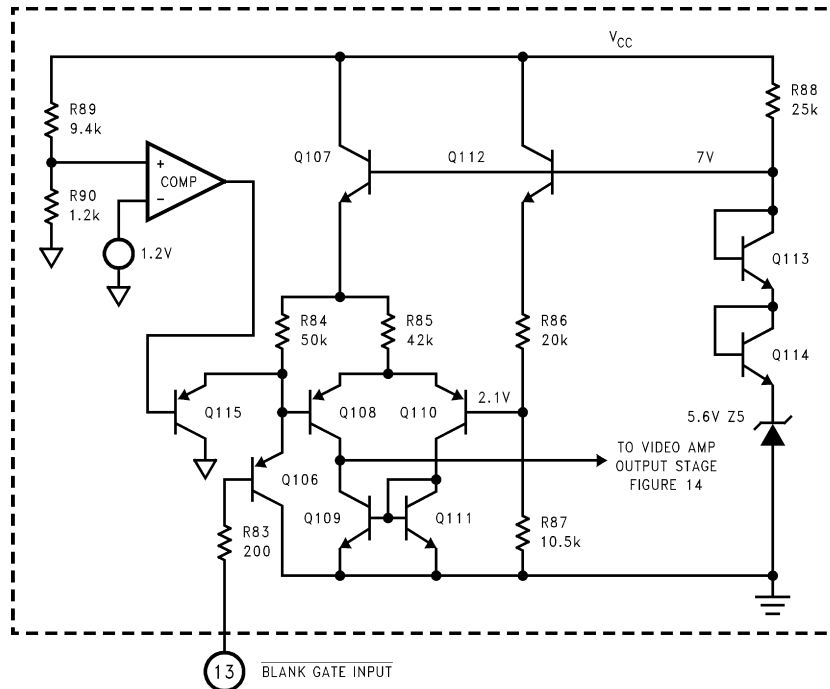 V_CC
R89
9.4k
R88
25k
Q107
Q112
7V
+
COMP
−
R90
1.2k
1.2V
Q113
R84
50k
R85
42k
R86
20k
Q114
Q115
Q108
Q110
2.1V
5.6V Z5
TO VIDEO AMP
OUTPUT STAGE
FIGURE 14
Q106
Q109
Q111
R83
200
R87
10.5k
13
BLANK GATE INPUT